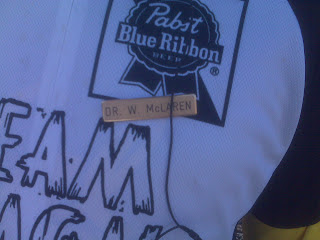 Pabst
Blue Ribbon
BEER
®
DR. W. McLAREN
EAM